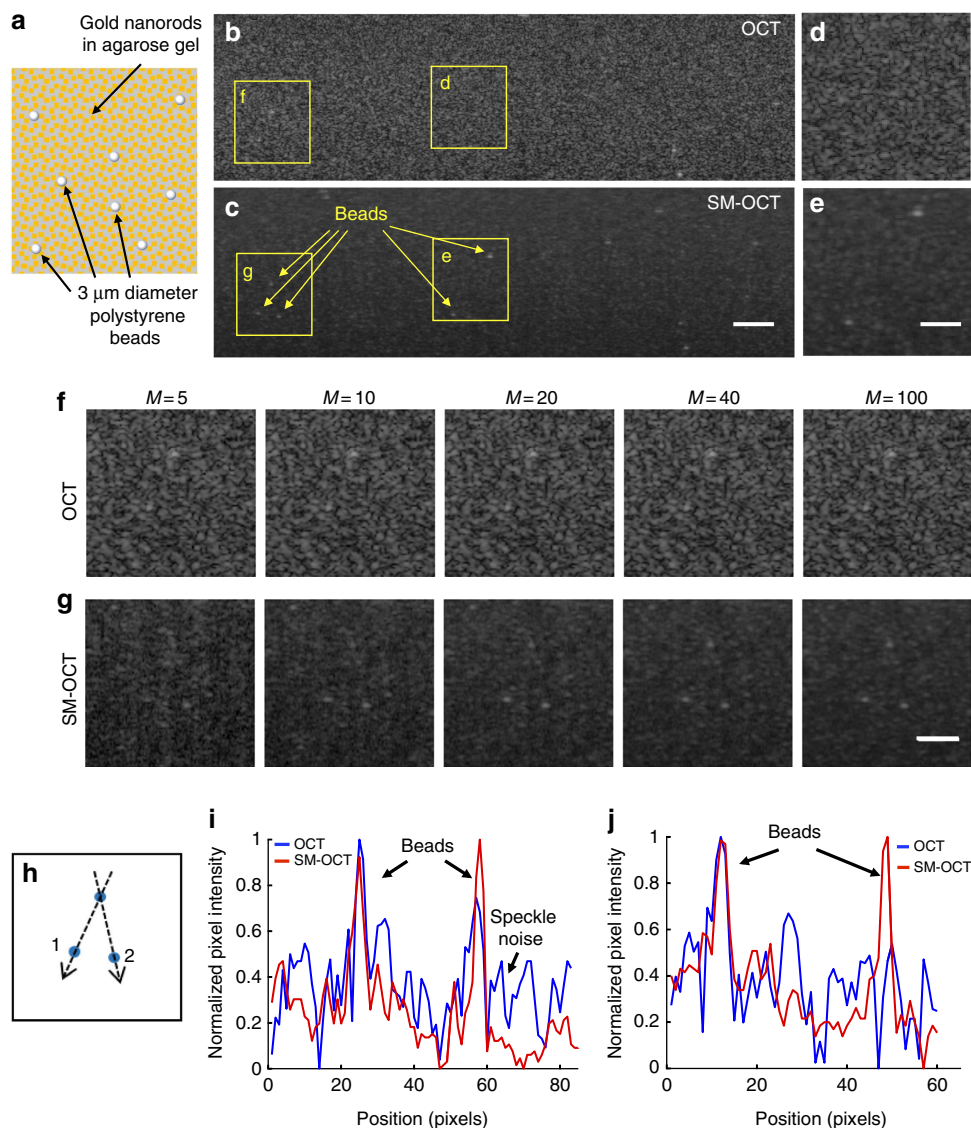 a
Gold nanorods
in agarose gel
3 μm diameter
polystyrene
beads
b
OCT
f
d
c
SM-OCT
Beads
g
e
d
e
f
M = 5
M = 10
M = 20
M = 40
M = 100
OCT
g
SM-OCT
h
1
2
i
OCT
SM-OCT
Beads
Speckle
noise
Normalized pixel intensity
1
0.8
0.6
0.4
0.2
0
0
20
40
60
80
Position (pixels)
j
Beads
OCT
SM-OCT
Normalized pixel intensity
1
0.8
0.6
0.4
0.2
0
0
20
40
60
Position (pixels)